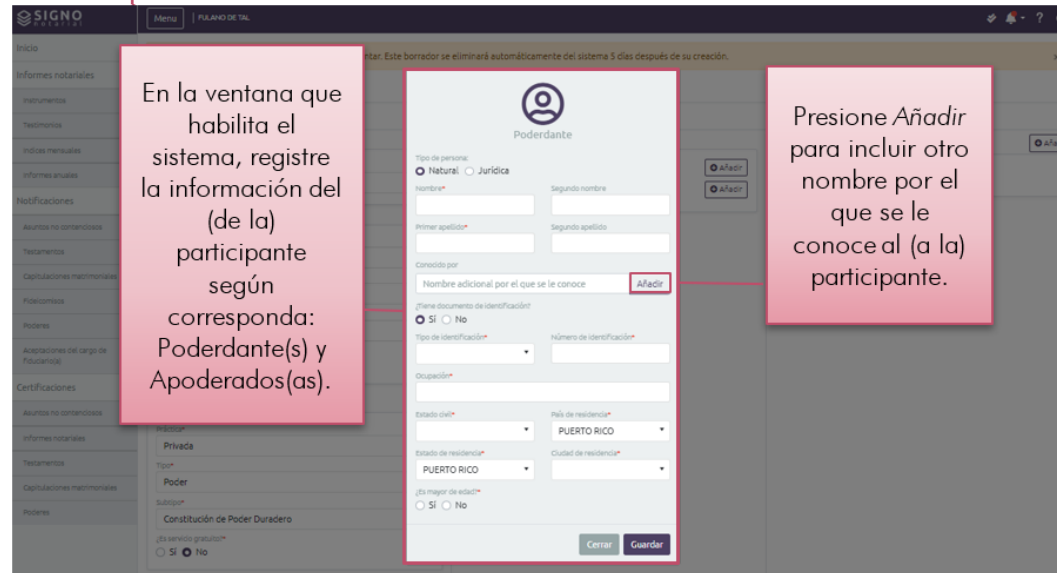 SIGNO
notarial
Menu | FULANO DE TAL
?
Inicio
Informes notariales
Instrumentos
Testimonios
Indices mensuales
Informes anuales
Notificaciones
Asuntos no contenciosos
Testamentos
Capitulaciones matrimoniales
Fideicomisos
Poderes
Aceptaciones del cargo de
Fiduciario(a)
Certificaciones
Asuntos no contenciosos
Informes notariales
Testamentos
Capitulaciones matrimoniales
Poderes
En la ventana que
habilita el
sistema, registre
la información del
(de la)
participante
según
corresponda:
Poderdante(s) y
Apoderados(as).
Práctica*
Privada
Tipo*
Poder
Subtipo*
Constitución de Poder Duradero
¿Es servicio gratuito?*
Sí No
Este borrador se eliminará automáticamente del sistema 5 días después de su creación.
Poderdante
Tipo de persona:
Natural Jurídica
Nombre* Segundo nombre
Primer apellido* Segundo apellido
Conocido por
Nombre adicional por el que se le conoce Añadir
¿Tiene documento de identificación?
Sí No
Tipo de identificación* Número de identificación*
Ocupación*
Estado civil* País de residencia*
PUERTO RICO
Estado de residencia* Ciudad de residencia*
PUERTO RICO
¿Es mayor de edad?*
Sí No
Cerrar Guardar
Añadir
Añadir
Presione Añadir
para incluir otro
nombre por el
que se le
conoce al (a la)
participante.